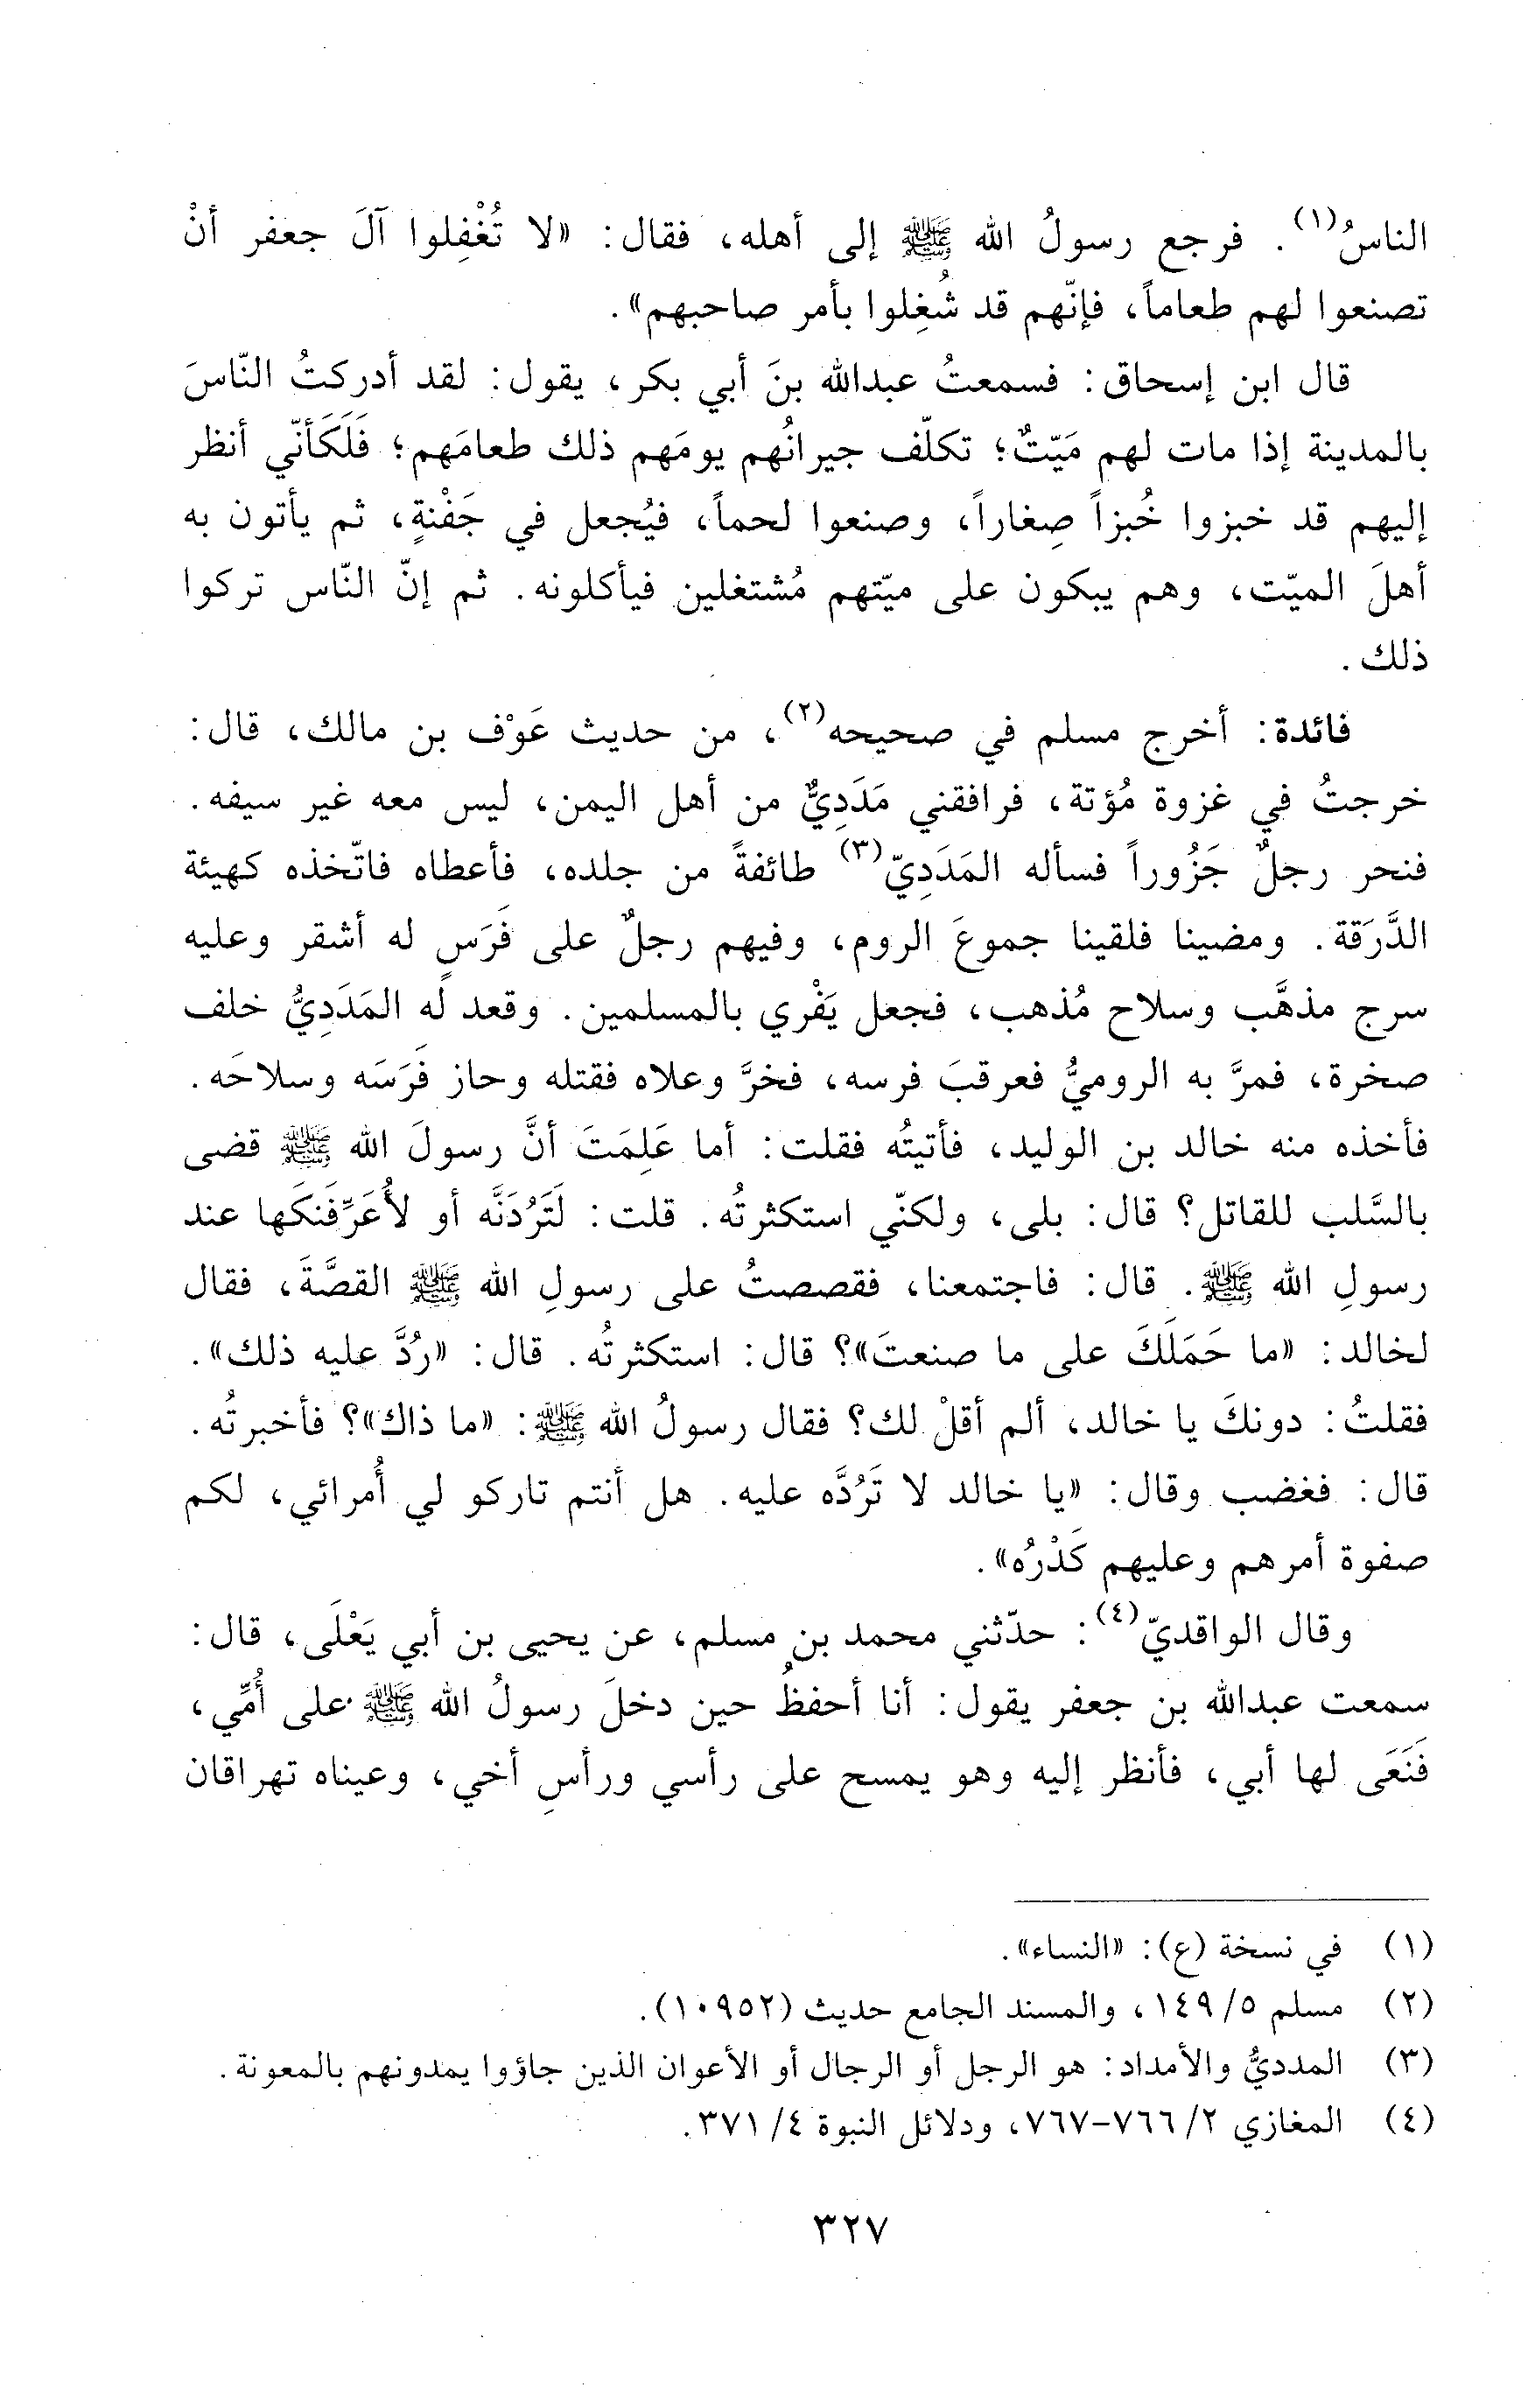 الناسُ(١). فرجع رسولُ الله ﷺ إلى أهله، فقال: «لا تُغْفِلوا آلَ جعفر أنْ
تصنعوا لهم طعاماً، فإنّهم قد شُغِلوا بأمر صاحبهم».
قال ابن إسحاق: فسمعتُ عبدالله بنَ أبي بكر، يقول: لقد أدركتُ النّاسَ
بالمدينة إذا مات لهم مَيّتٌ؛ تكلّف جيرانُهم يومَهم ذلك طعامَهم؛ فَلَكَأنّي أنظر
إليهم قد خبزوا خُبزاً صِغاراً، وصنعوا لحماً، فيُجعل في جَفْنةٍ، ثم يأتون به
أهلَ الميّت، وهم يبكون على ميّتهم مُشتغلين فيأكلونه. ثم إنّ النّاس تركوا
ذلك.
فائدة: أخرج مسلم في صحيحه(٢)، من حديث عَوْف بن مالك، قال:
خرجتُ في غزوة مُؤتة، فرافقني مَدَدِيٌّ من أهل اليمن، ليس معه غير سيفه.
فنحر رجلٌ جَزُوراً فسأله المَدَدِيّ(٣) طائفةً من جلده، فأعطاه فاتّخذه كهيئة
الدَّرَقة. ومضينا فلقينا جموعَ الروم، وفيهم رجلٌ على فَرَسٍ له أشقر وعليه
سرج مذهَّب وسلاح مُذهب، فجعل يَفْري بالمسلمين. وقعد له المَدَدِيُّ خلف
صخرة، فمرَّ به الروميُّ فعرقبَ فرسه، فخرَّ وعلاه فقتله وحاز فَرَسَه وسلاحَه.
فأخذه منه خالد بن الوليد، فأتيتُه فقلت: أما عَلِمَتَ أنَّ رسولَ الله ﷺ قضى
بالسَّلب للقاتل؟ قال: بلى، ولكنّي استكثرتُه. قلت: لَتَرُدَنَّه أو لأُعَرِّفَنكَها عند
رسولِ الله ﷺ. قال: فاجتمعنا، فقصصتُ على رسولِ الله ﷺ القصَّةَ، فقال
لخالد: «ما حَمَلَكَ على ما صنعتَ»؟ قال: استكثرتُه. قال: «رُدَّ عليه ذلك».
فقلتُ: دونكَ يا خالد، ألم أقلْ لك؟ فقال رسولُ الله ﷺ: «ما ذاك»؟ فأخبرتُه.
قال: فغضب وقال: «يا خالد لا تَرُدَّه عليه. هل أنتم تاركو لي أُمرائي، لكم
صفوة أمرهم وعليهم كَدْرُه».
وقال الواقديّ(٤): حدّثني محمد بن مسلم، عن يحيى بن أبي يَعْلَى، قال:
سمعت عبدالله بن جعفر يقول: أنا أحفظُ حين دخلَ رسولُ الله ﷺ على أُمِّي،
فَنَعَى لها أبي، فأنظر إليه وهو يمسح على رأسي ورأسِ أخي، وعيناه تهراقان
(١) في نسخة (ع): «النساء».
(٢) مسلم ٥/ ١٤٩، والمسند الجامع حديث (١٠٩٥٢).
(٣) المدديُّ والأمداد: هو الرجل أو الرجال أو الأعوان الذين جاؤوا يمدونهم بالمعونة.
(٤) المغازي ٢/ ٧٦٦-٧٦٧، ودلائل النبوة ٤/ ٣٧١.
٣٢٧